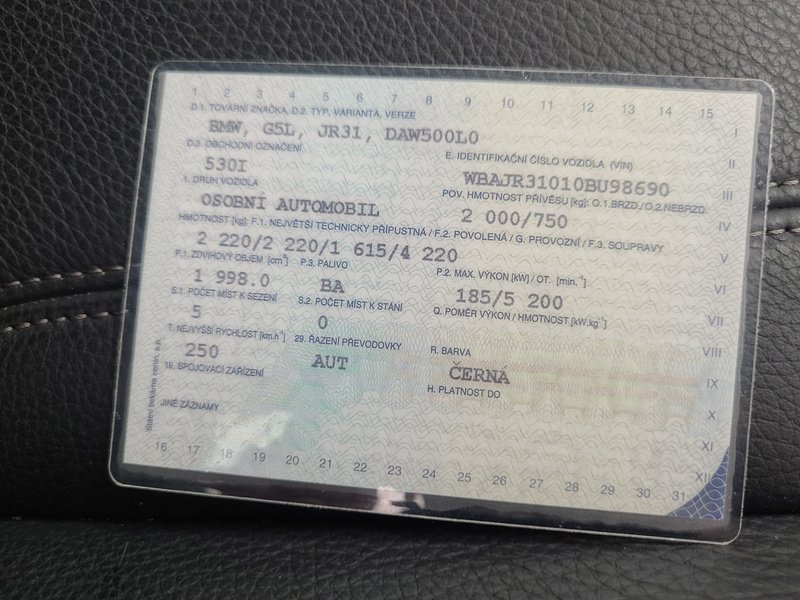 1 2 3 4 5 6 7 8 9 10 11 12 13 14 15
D.1. TOVÁRNÍ ZNAČKA, D.2. TYP, VARIANTA, VERZE
I
BMW, G5L, JR31, DAW500L0
D.3. OBCHODNÍ OZNAČENÍ
E. IDENTIFIKAČNÍ ČÍSLO VOZIDLA (VIN)
II
530I
WBAJR31010BU98690
1. DRUH VOZIDLA
POV. HMOTNOST PŘÍVĚSU [kg]: O.1.BRZD./O.2.NEBRZD.
III
OSOBNÍ AUTOMOBIL
2 000/750
IV
HMOTNOST [kg]: F.1. NEJVĚTŠÍ TECHNICKY PŘÍPUSTNÁ / F.2. POVOLENÁ / G. PROVOZNÍ / F.3. SOUPRAVY
2 220/2 220/1 615/4 220
V
P.1. ZDVIHOVÝ OBJEM [cm³] P.3. PALIVO
P.2. MAX. VÝKON [kW] / OT. [min.⁻¹]
1 998.0 BA
185/5 200
VI
S.1. POČET MÍST K SEZENÍ S.2. POČET MÍST K STÁNÍ
Q. POMĚR VÝKON / HMOTNOST [kW.kg⁻¹]
VII
5 0
T. NEJVYŠŠÍ RYCHLOST [km.h⁻¹] 29. ŘAZENÍ PŘEVODOVKY
R. BARVA
VIII
250 AUT
ČERNÁ
IX
18. SPOJOVACÍ ZAŘÍZENÍ
H. PLATNOST DO
X
JINÉ ZÁZNAMY
XI
XII
16 17 18 19 20 21 22 23 24 25 26 27 28 29 30 31
Státní tiskárna cenin, s.p.